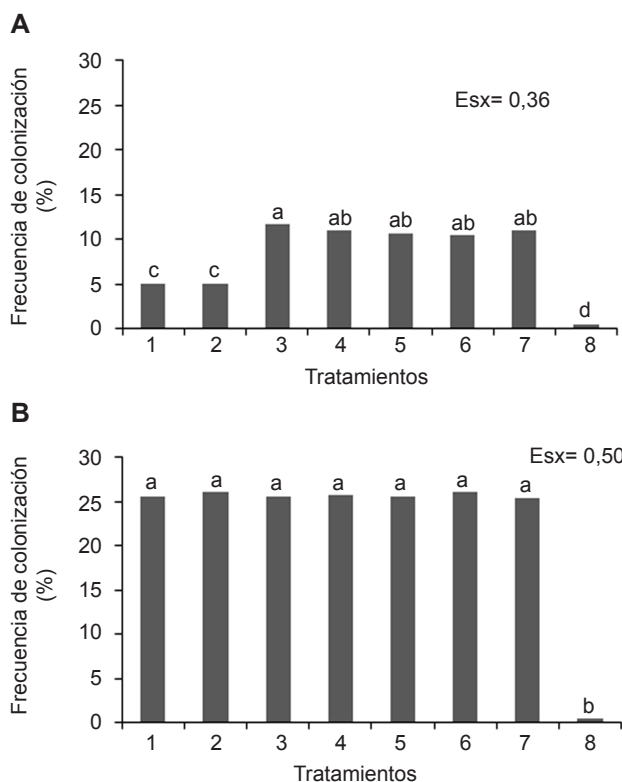 A
Frecuencia de colonización
(%)
30
25
20
15
10
5
0
Esx= 0,36
c c a ab ab ab ab d
1 2 3 4 5 6 7 8
Tratamientos
B
Frecuencia de colonización
(%)
30
25
20
15
10
5
0
Esx= 0,50
a a a a a a a b
1 2 3 4 5 6 7 8
Tratamientos